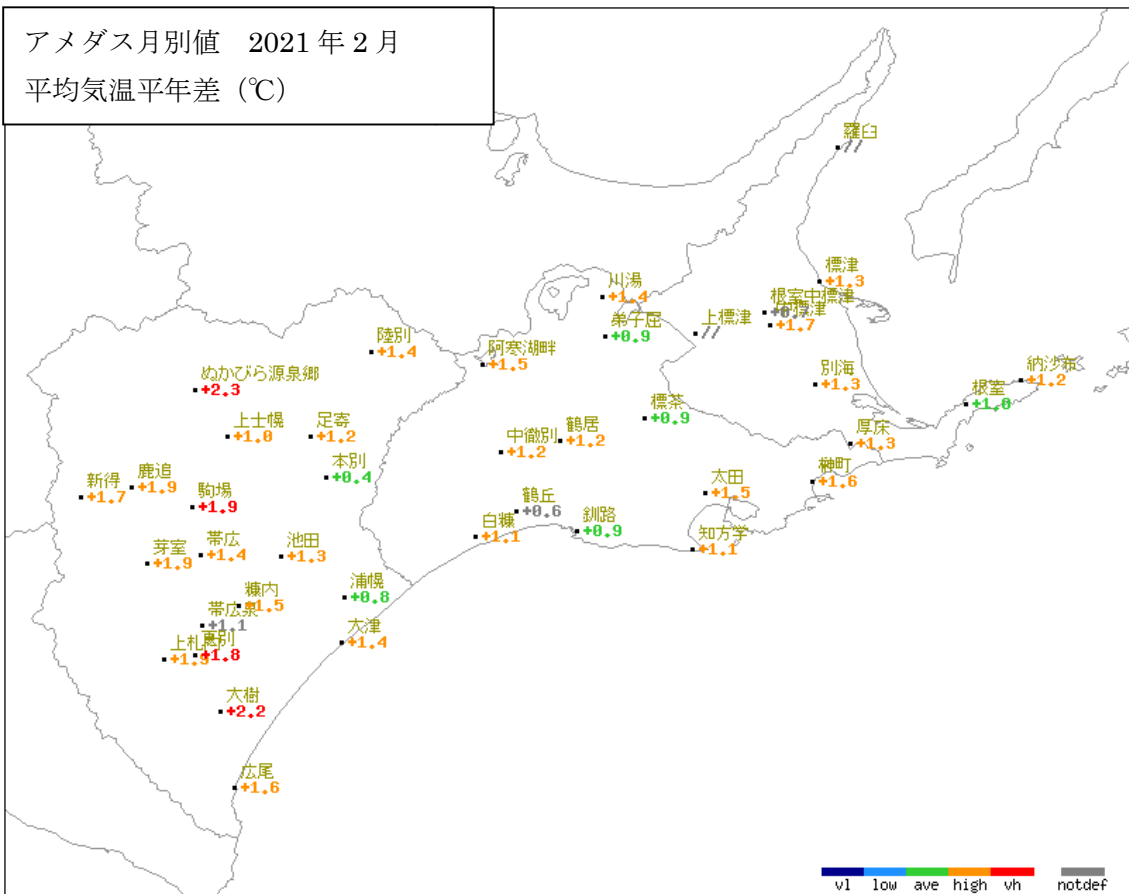 アメダス月別値 2021年2月
平均気温平年差（℃）
羅臼
//
標津
+1.3
川湯
+1.4
根室中標津
+0.7
中標津
+1.7
上標津
//
弟子屈
+0.9
陸別
+1.4
阿寒湖畔
+1.5
ぬかびら源泉郷
+2.3
別海
+1.3
納沙布
+1.2
根室
+1.0
標茶
+0.9
上士幌
+1.0
足寄
+1.2
鶴居
+1.2
中徹別
+1.2
厚床
+1.3
本別
+0.4
榊町
+1.6
鹿追
+1.9
新得
+1.7
駒場
+1.9
太田
+1.5
鶴丘
+0.6
釧路
+0.9
白糠
+1.1
知方学
+1.1
帯広
+1.4
池田
+1.3
芽室
+1.9
浦幌
+0.8
糠内
+1.5
帯広泉
+1.1
大津
+1.4
上札内
+1.9
更別
+1.8
大樹
+2.2
広尾
+1.6
vl low ave high vh notdef